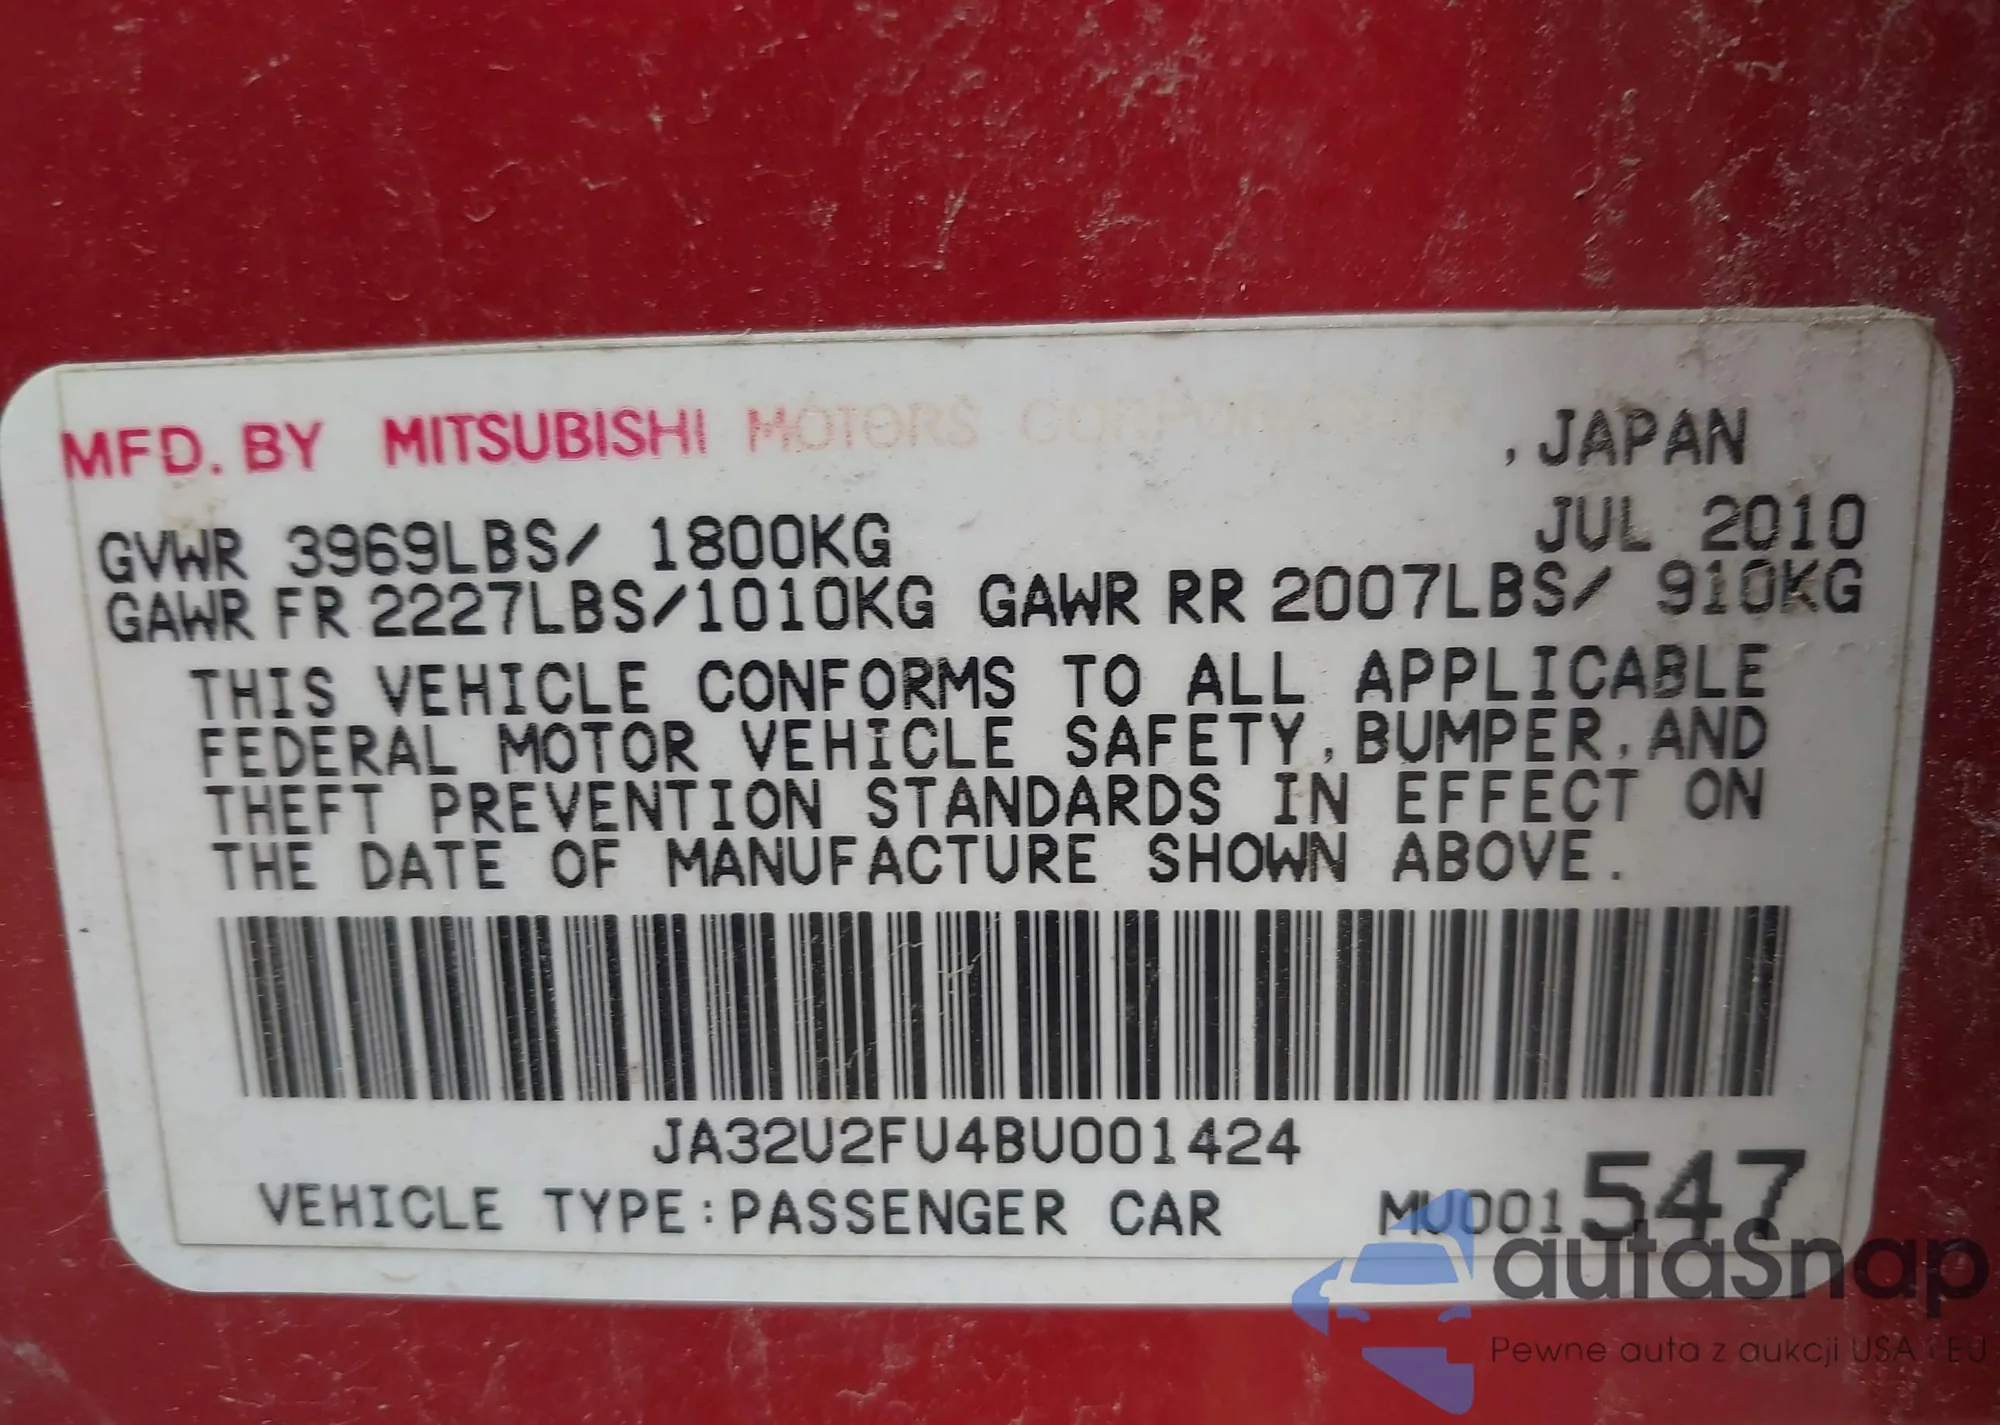 MFD. BY MITSUBISHI MOTORS CORPORATION , JAPAN
JUL 2010
GVWR 3969LBS/ 1800KG
GAWR FR 2227LBS/1010KG GAWR RR 2007LBS/ 910KG
THIS VEHICLE CONFORMS TO ALL APPLICABLE
FEDERAL MOTOR VEHICLE SAFETY, BUMPER, AND
THEFT PREVENTION STANDARDS IN EFFECT ON
THE DATE OF MANUFACTURE SHOWN ABOVE.
JA32U2FU4BU001424
VEHICLE TYPE:PASSENGER CAR MU001547
autaSnap
Pewne auta z aukcji USA i EU